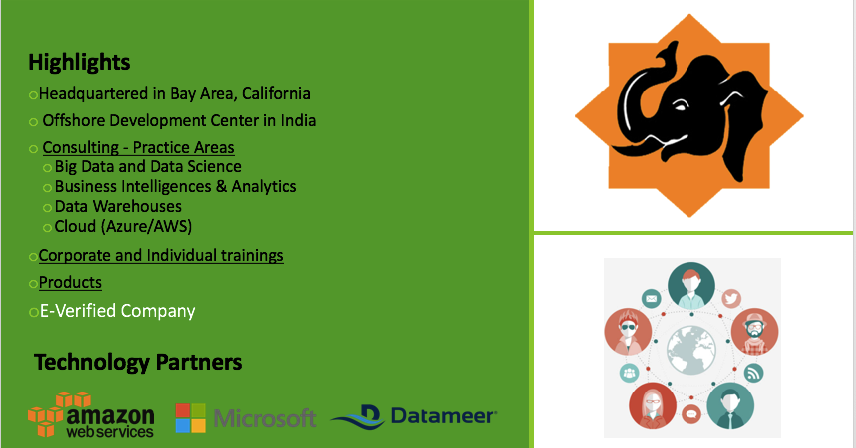 Highlights
Headquartered in Bay Area, California
Offshore Development Center in India
Consulting - Practice Areas
Big Data and Data Science
Business Intelligences & Analytics
Data Warehouses
Cloud (Azure/AWS)
Corporate and Individual trainings
Products
E-Verified Company
Technology Partners
amazon
web services
Microsoft
Datameer